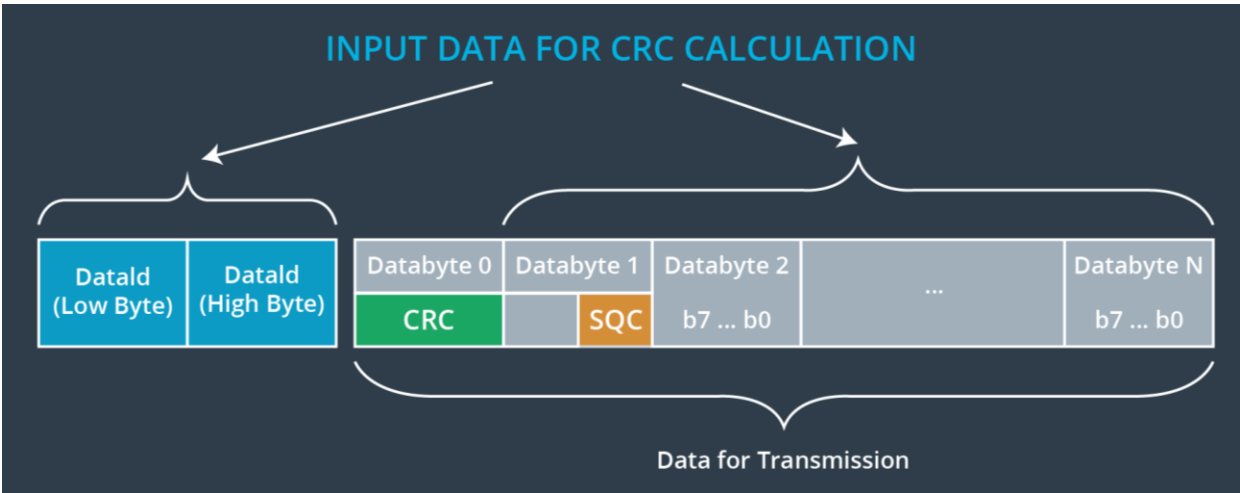 INPUT DATA FOR CRC CALCULATION
DataId
(Low Byte)
DataId
(High Byte)
Databyte 0
CRC
Databyte 1
SQC
Databyte 2
b7 ... b0
...
Databyte N
b7 ... b0
Data for Transmission